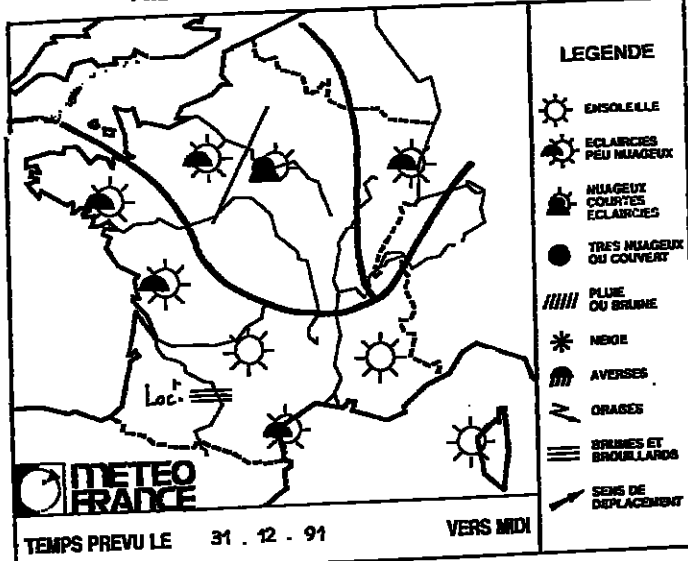 LEGENDE
ENSOLEILLE
ECLAIRCIES
PEU NUAGEUX
NUAGEUX
COURTES
ECLAIRCIES
TRES NUAGEUX
OU COUVERT
PLUIE
OU BRUINE
NEIGE
AVERSES
ORAGES
BRUMES ET
BROUILLARDS
SENS DE
DEPLACEMENT
Loct
METEO
FRANCE
TEMPS PREVU LE 31 . 12 . 91 VERS MIDI